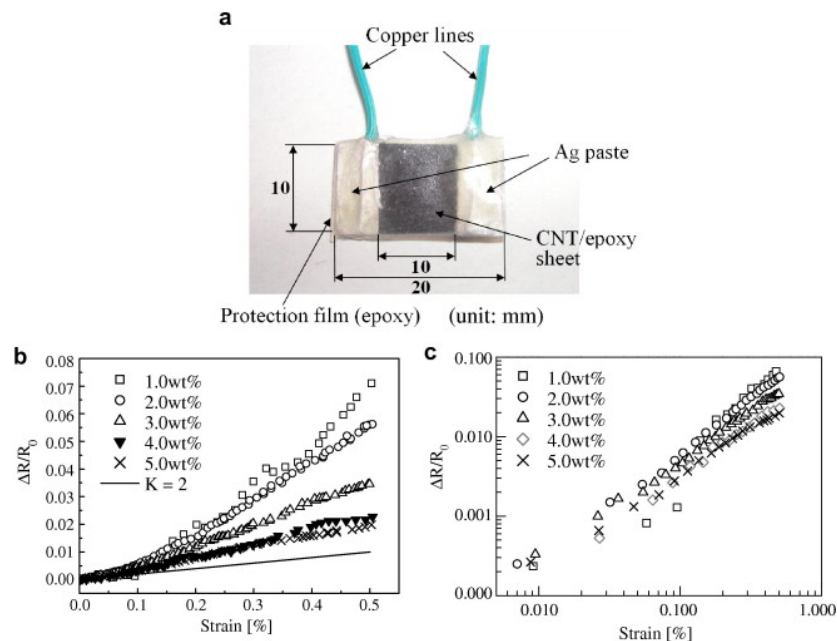 a
Copper lines
Ag paste
10
CNT/epoxy
sheet
10
20
Protection film (epoxy) (unit: mm)
b
0.08
0.07
0.06
0.05
0.04
0.03
0.02
0.01
0.00
ΔR/R₀
1.0wt%
2.0wt%
3.0wt%
4.0wt%
5.0wt%
K = 2
0.0 0.1 0.2 0.3 0.4 0.5
Strain [%]
c
0.100
0.010
0.001
0.000
ΔR/R₀
1.0wt%
2.0wt%
3.0wt%
4.0wt%
5.0wt%
0.010 0.100 1.000
Strain [%]